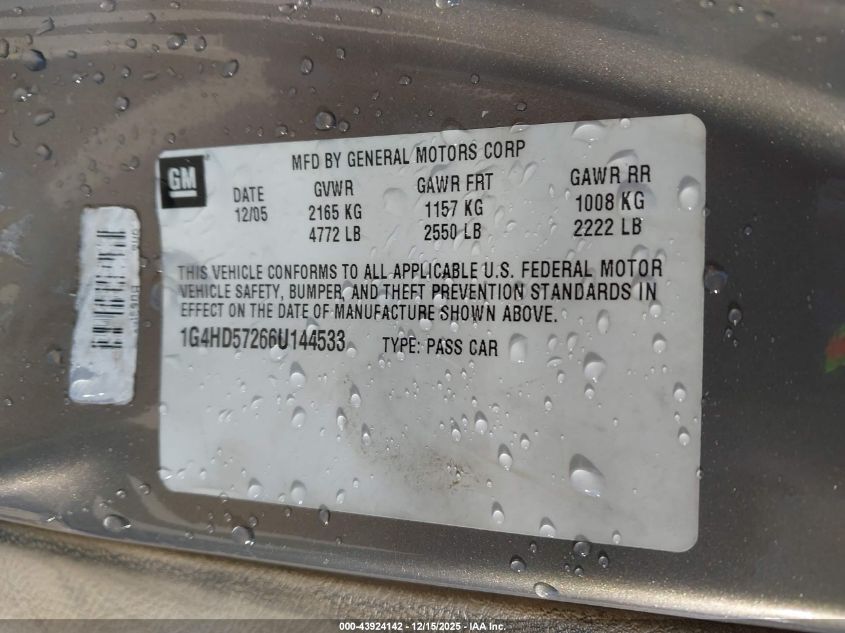 MFD BY GENERAL MOTORS CORP
GM
DATE GVWR GAWR FRT GAWR RR
12/05 2165 KG 1157 KG 1008 KG
4772 LB 2550 LB 2222 LB
THIS VEHICLE CONFORMS TO ALL APPLICABLE U.S. FEDERAL MOTOR
VEHICLE SAFETY, BUMPER, AND THEFT PREVENTION STANDARDS IN
EFFECT ON THE DATE OF MANUFACTURE SHOWN ABOVE.
1G4HD57266U144533 TYPE: PASS CAR
000-43924142 - 12/15/2025 - IAA Inc.